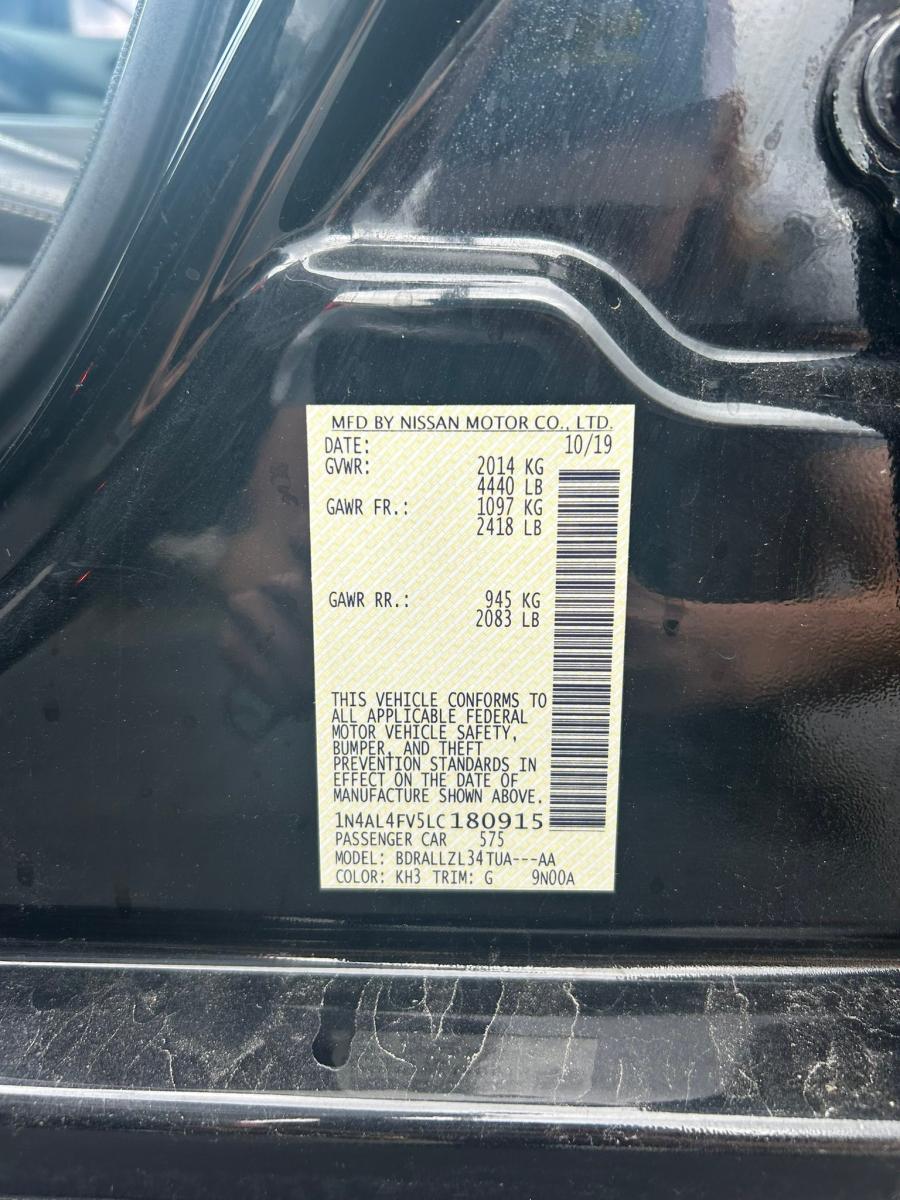 MFD BY NISSAN MOTOR CO., LTD.
DATE: 10/19
GVWR: 2014 KG
4440 LB
GAWR FR.: 1097 KG
2418 LB
GAWR RR.: 945 KG
2083 LB
THIS VEHICLE CONFORMS TO
ALL APPLICABLE FEDERAL
MOTOR VEHICLE SAFETY,
BUMPER, AND THEFT
PREVENTION STANDARDS IN
EFFECT ON THE DATE OF
MANUFACTURE SHOWN ABOVE.
1N4AL4FV5LC180915
PASSENGER CAR 575
MODEL: BDRALLZL34TUA---AA
COLOR: KH3 TRIM: G 9N00A